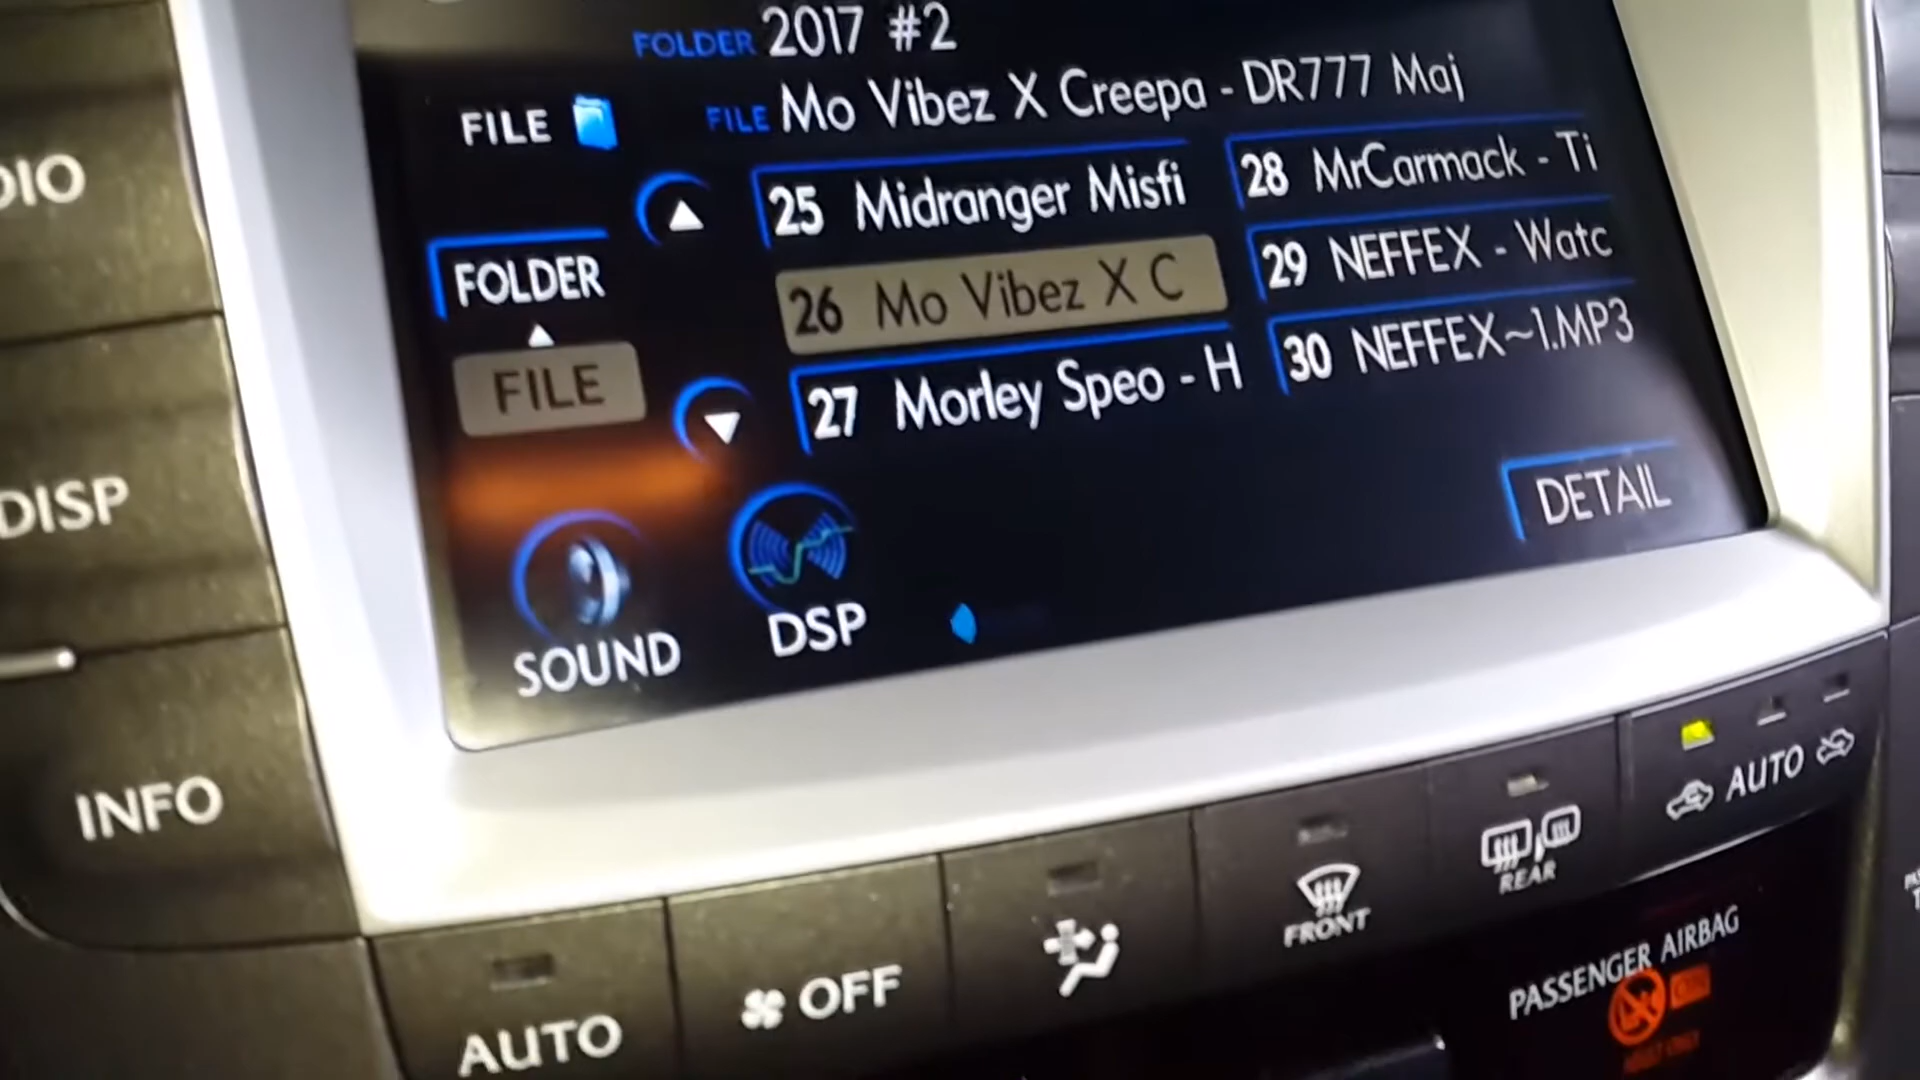 FOLDER 2017 #2
FILE
FILE Mo Vibez X Creepa - DR777 Maj
25 Midranger Misfi
28 MrCarmack - Ti
FOLDER
26 Mo Vibez X C
29 NEFFEX - Watc
FILE
27 Morley Speo - H
30 NEFFEX~1.MP3
DETAIL
SOUND
DSP
DIO
DISP
INFO
AUTO
OFF
FRONT
REAR
AUTO
PASSENGER AIRBAG